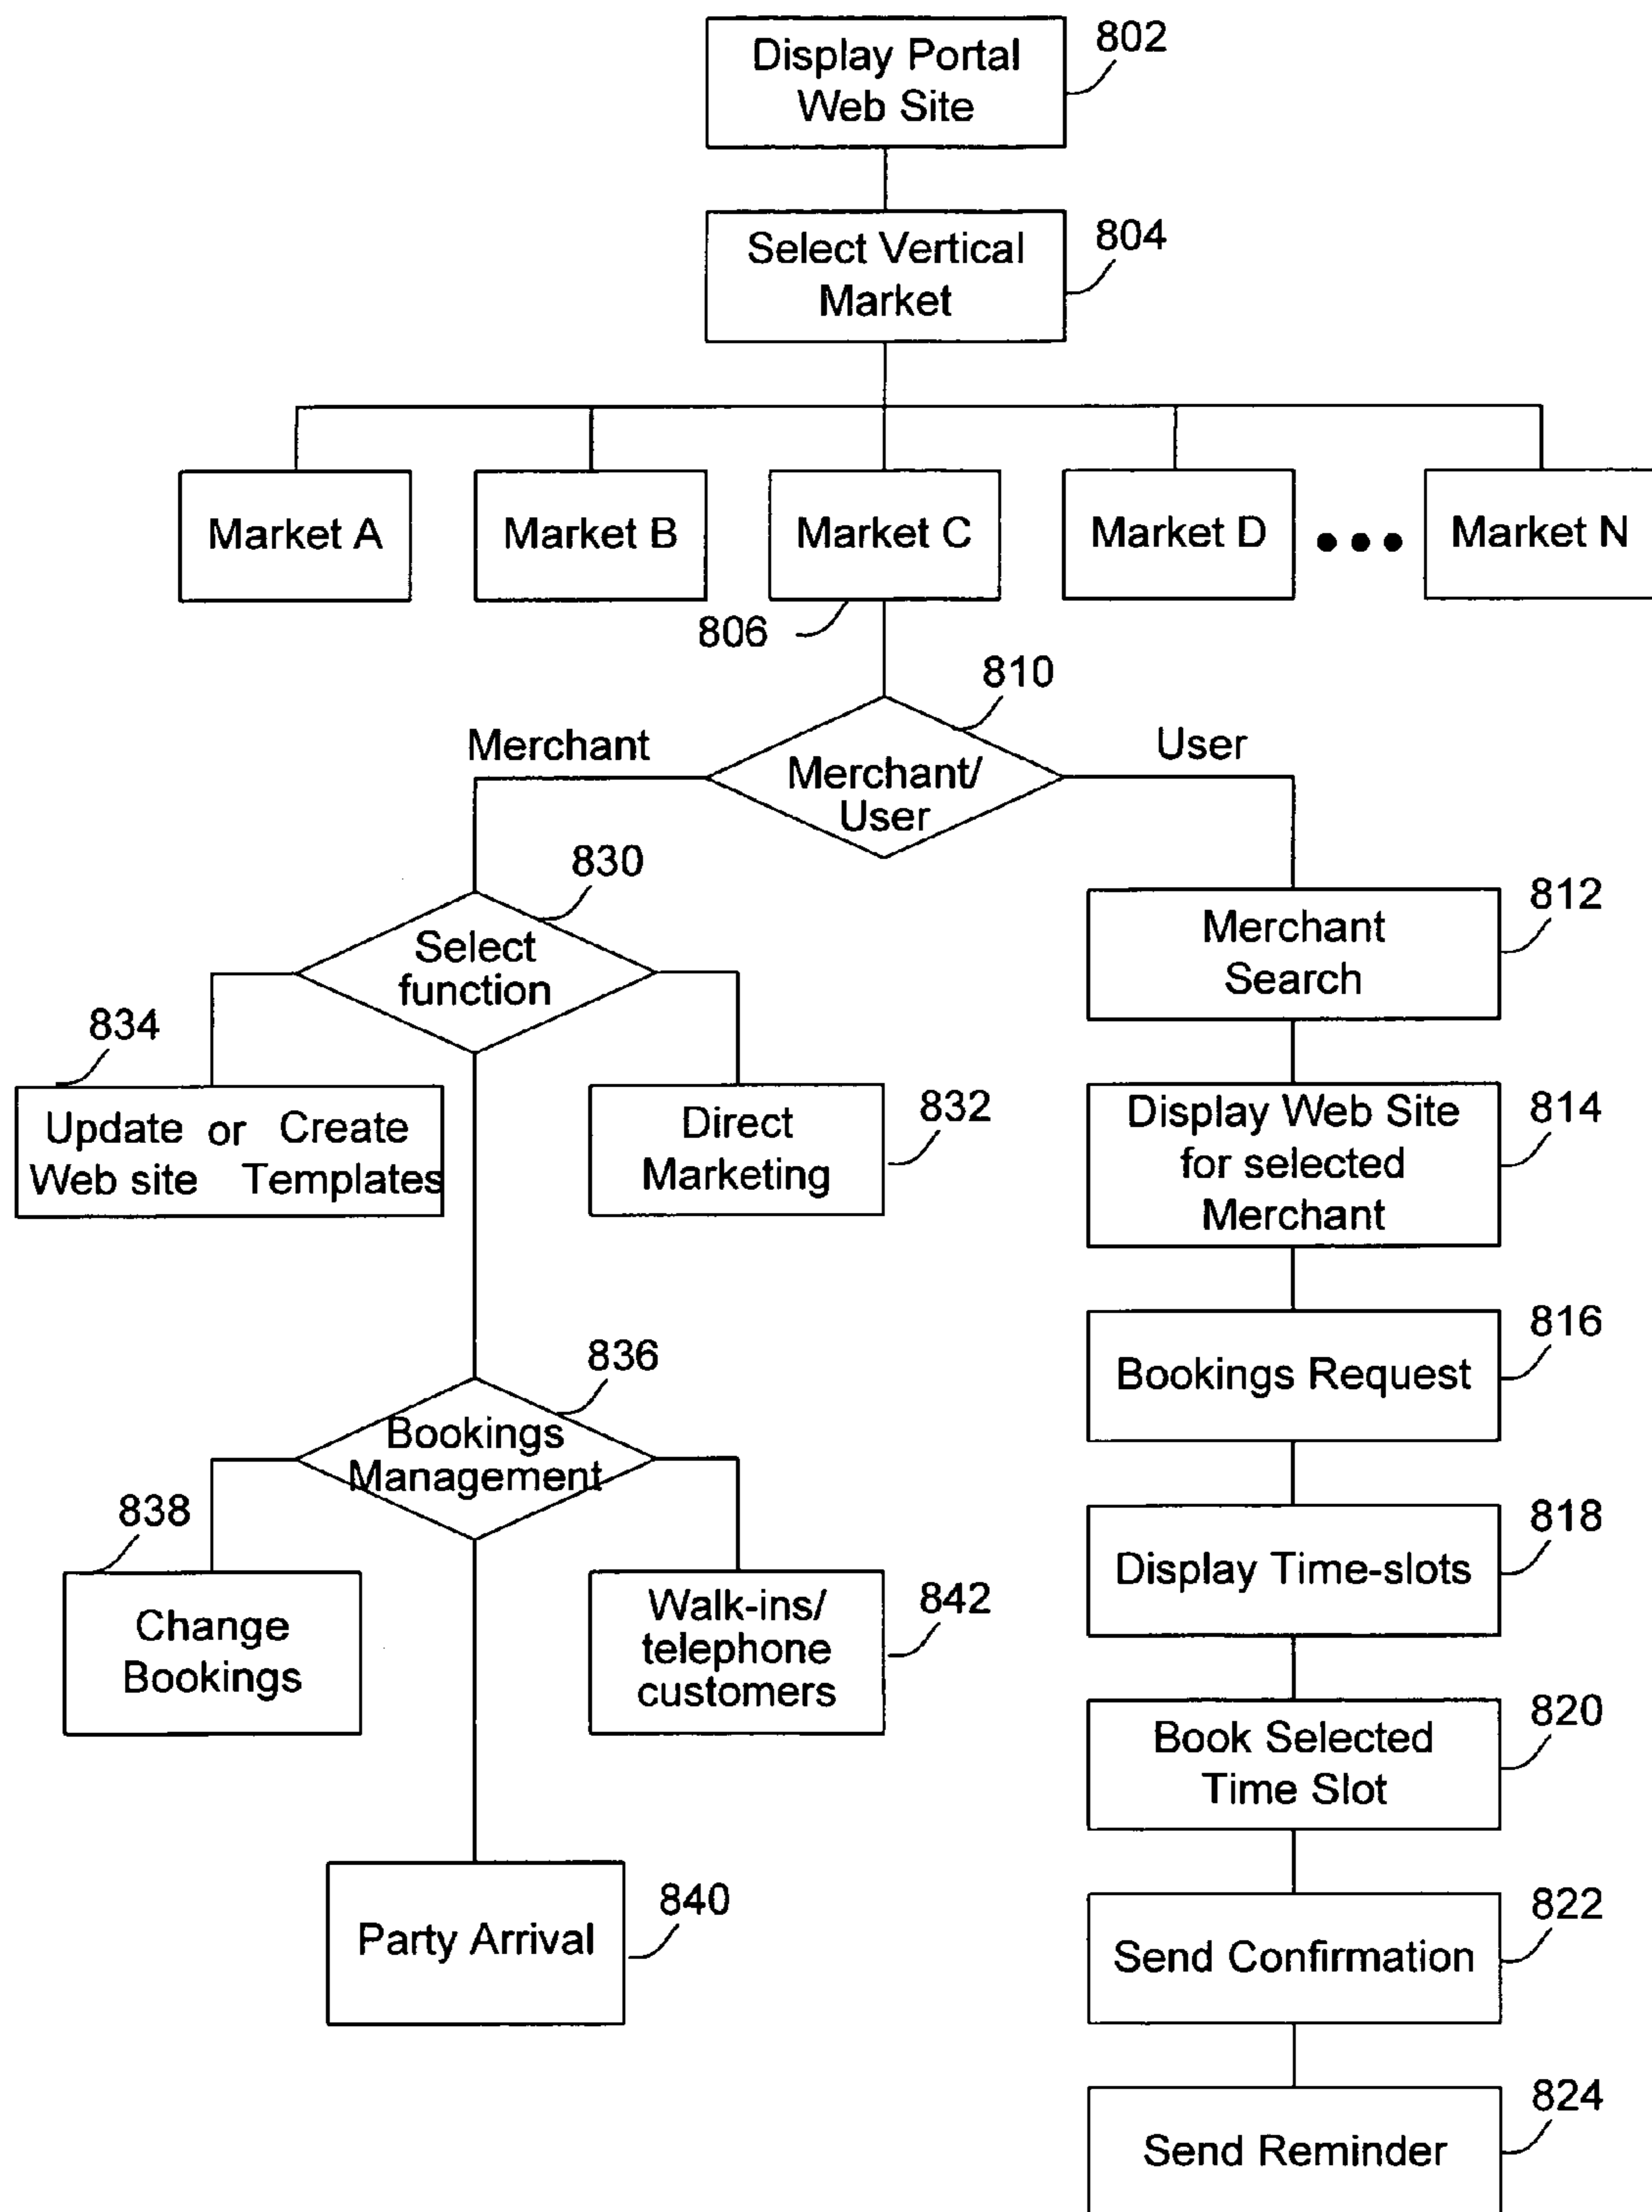 802
Display Portal
Web Site
804
Select Vertical
Market
Market A
Market B
Market C
Market D
Market N
806
810
Merchant
User
Merchant/
User
830
Select
function
812
Merchant
Search
834
Update or Create
Web site Templates
832
Direct
Marketing
814
Display Web Site
for selected
Merchant
816
Bookings Request
836
Bookings
Management
818
Display Time-slots
838
Change
Bookings
842
Walk-ins/
telephone
customers
820
Book Selected
Time Slot
840
Party Arrival
822
Send Confirmation
824
Send Reminder